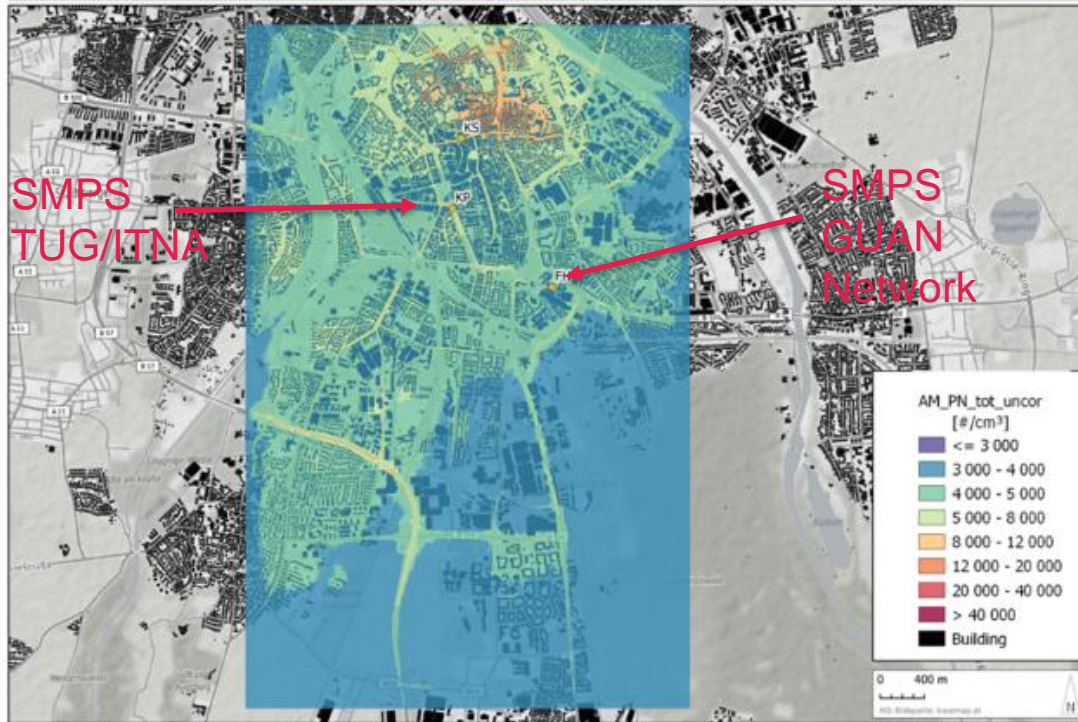 SMPS
TUG/ITNA
SMPS
GUAN
Network
KS
KP
B 17
B 17
AM_PN_tot_uncor
[#/cm³]
<= 3 000
3 000 - 4 000
4 000 - 5 000
5 000 - 8 000
8 000 - 12 000
12 000 - 20 000
20 000 - 40 000
> 40 000
Building
0 400 m
N